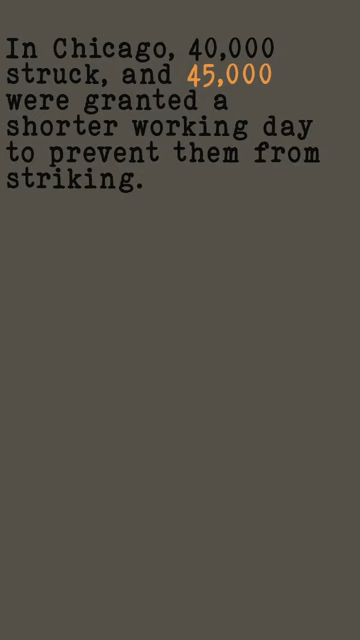 In Chicago, 40,000
struck, and 45,000
were granted a
shorter working day
to prevent them from
striking.